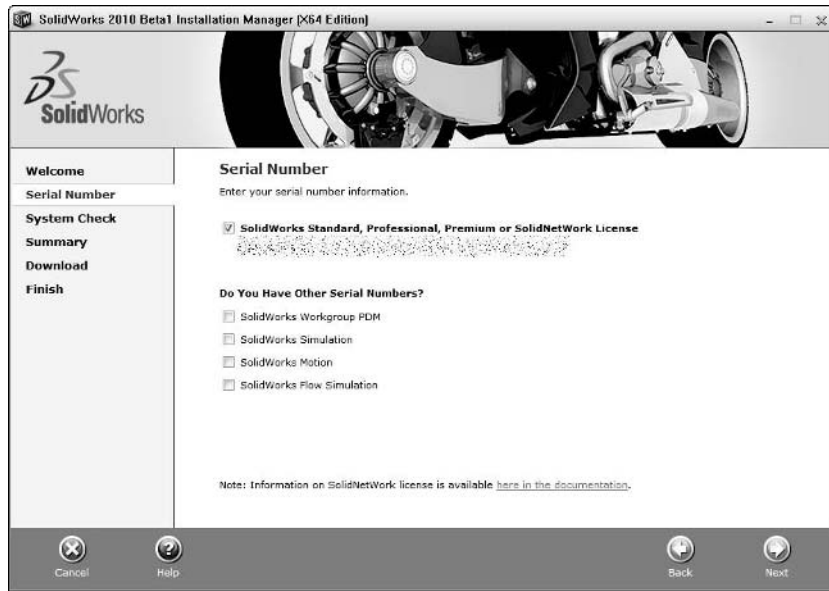 SolidWorks 2010 Beta1 Installation Manager (X64 Edition)
SolidWorks
Welcome
Serial Number
System Check
Summary
Download
Finish
Serial Number
Enter your serial number information.
SolidWorks Standard, Professional, Premium or SolidNetWork License
Do You Have Other Serial Numbers?
SolidWorks Workgroup PDM
SolidWorks Simulation
SolidWorks Motion
SolidWorks Flow Simulation
Note: Information on SolidNetWork license is available here in the documentation.
Cancel
Help
Back
Next